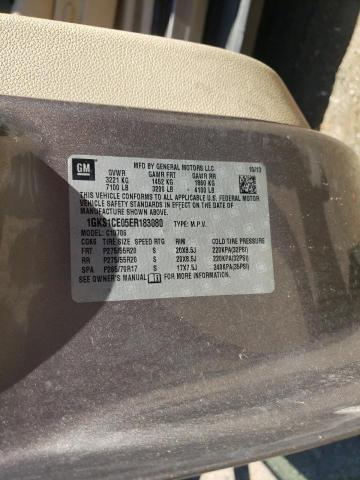 GM
MFD BY GENERAL MOTORS LLC 10/13
GVWR GAWR FRT GAWR RR
3221 KG 1452 KG 1860 KG
7100 LB 3200 LB 4100 LB
THIS VEHICLE CONFORMS TO ALL APPLICABLE U.S. FEDERAL MOTOR
VEHICLE SAFETY AND THEFT PREVENTION STANDARDS IN EFFECT ON THE
DATE OF MANUFACTURE SHOWN ABOVE.
1GKS1CE05ER183080 TYPE: M.P.V.
MODEL: C10706
CDK6 TIRE SIZE SPEED RTG RIM COLD TIRE PRESSURE
FRT P275/55R20 S 20X8.5J 220KPA(32PSI)
RR P275/55R20 S 20X8.5J 220KPA(32PSI)
SPA P265/70R17 S 17X7.5J 240KPA(35PSI)
SEE OWNER'S MANUAL FOR MORE INFORMATION.